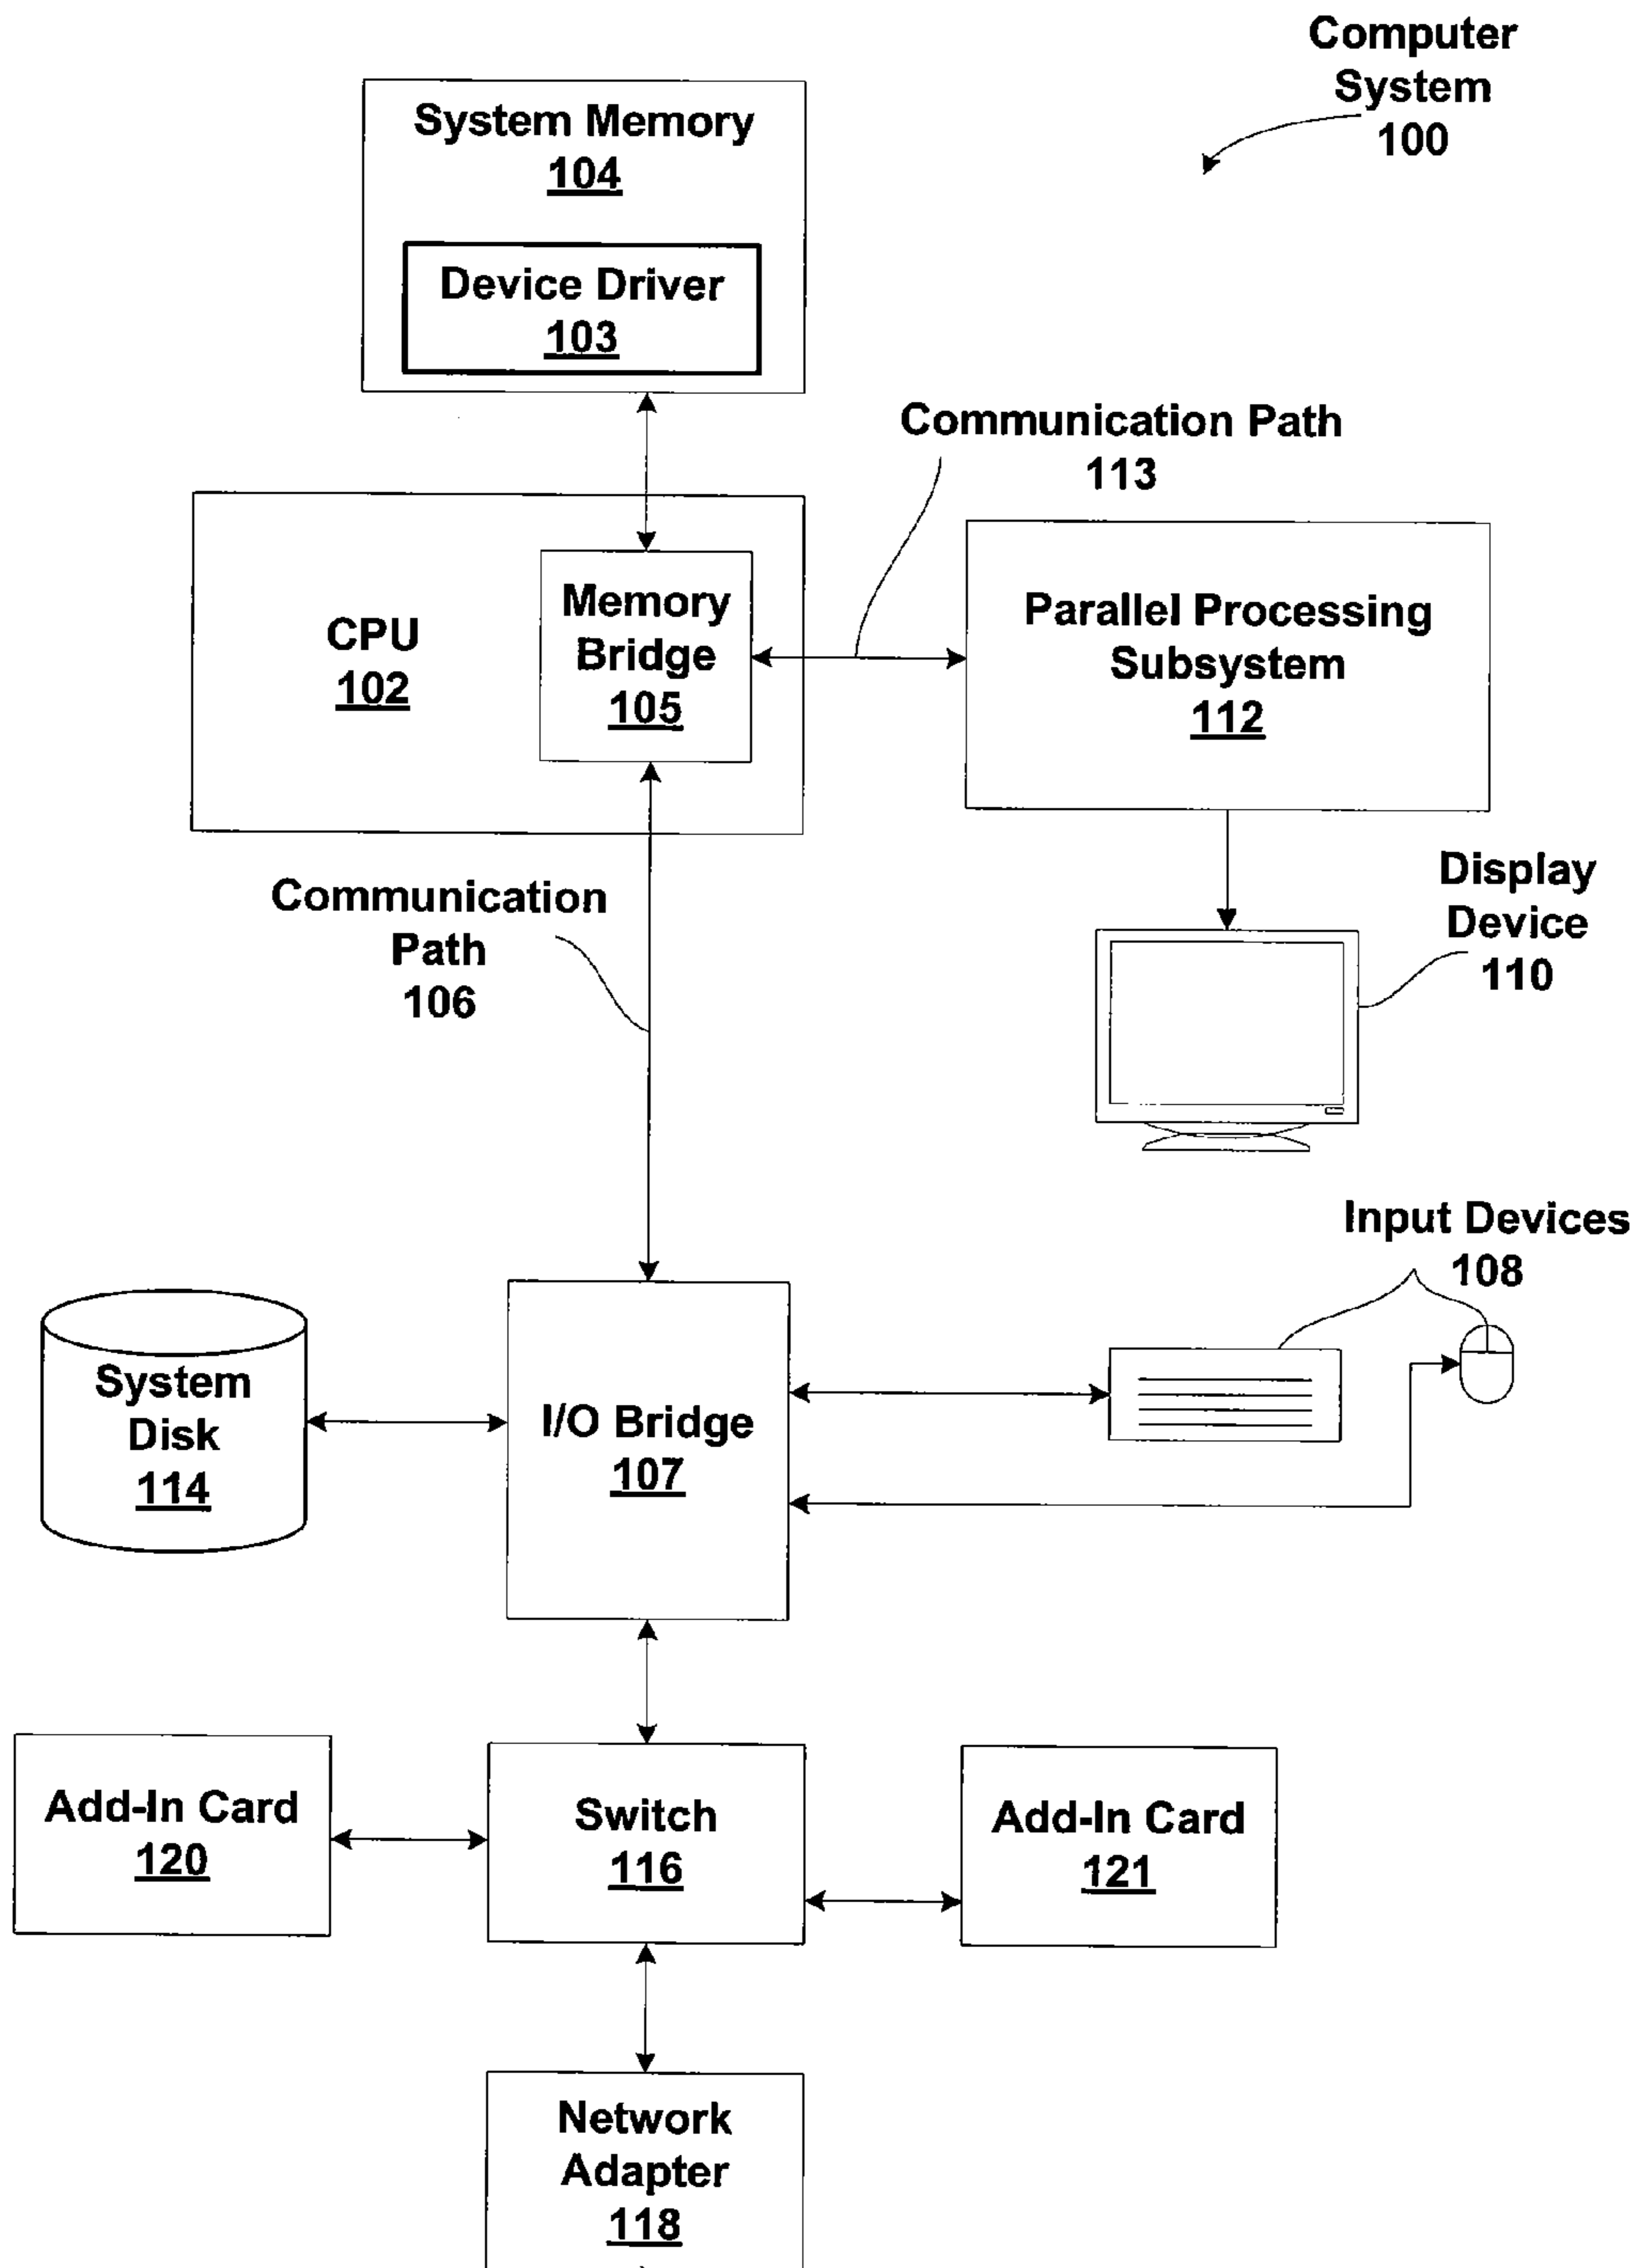 Computer
System
100
System Memory
104
Device Driver
103
Communication Path
113
CPU
102
Memory
Bridge
105
Parallel Processing
Subsystem
112
Communication
Path
106
Display
Device
110
Input Devices
108
System
Disk
114
I/O Bridge
107
Add-In Card
120
Switch
116
Add-In Card
121
Network
Adapter
118